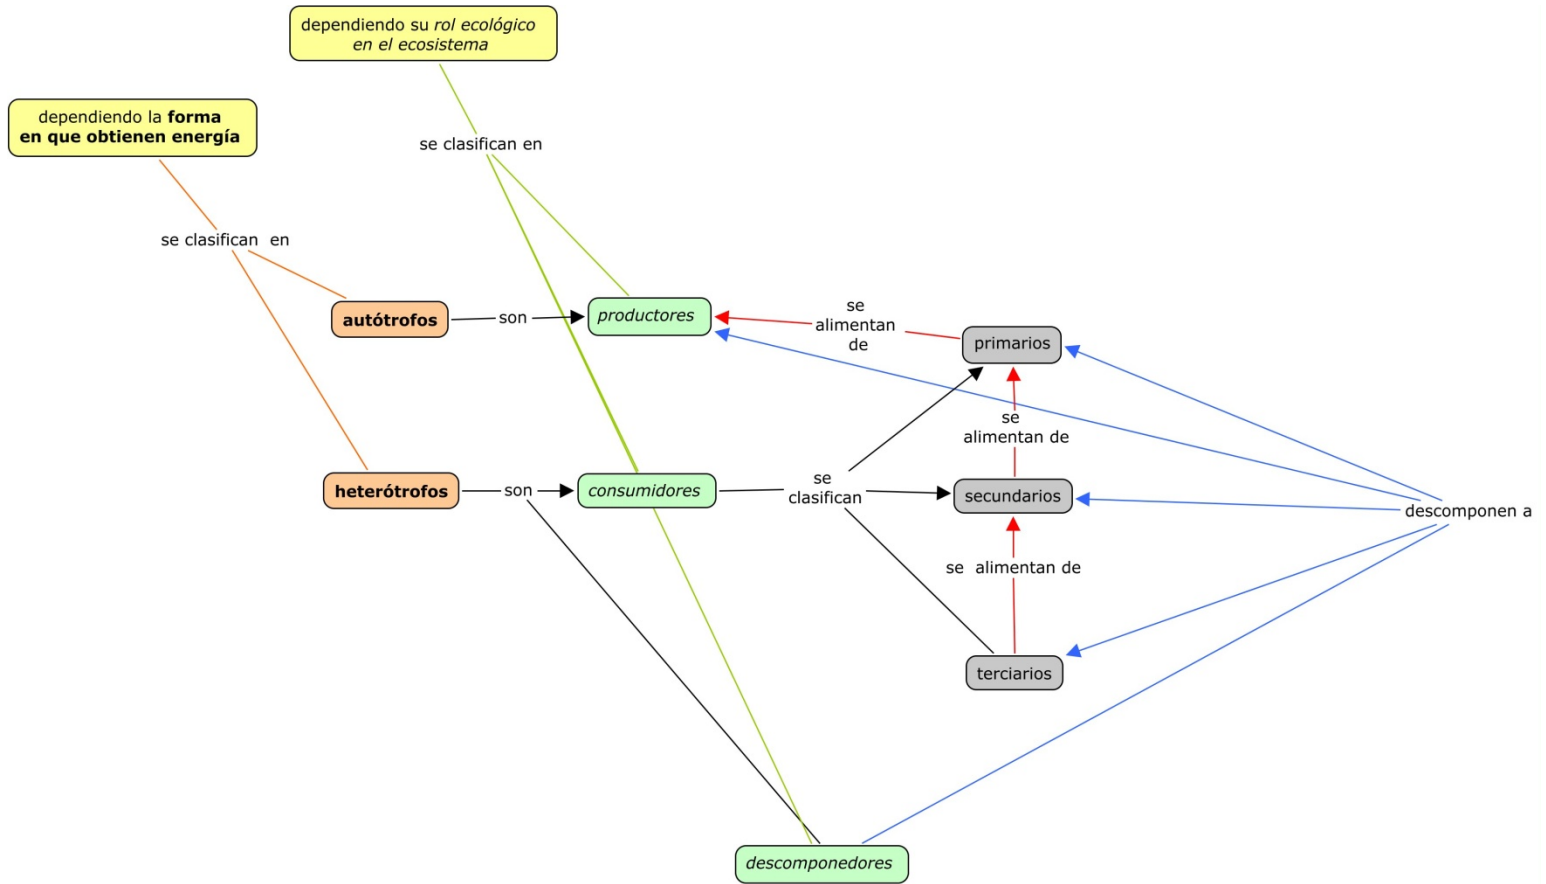 dependiendo su rol ecológico
en el ecosistema
dependiendo la forma
en que obtienen energía
se clasifican en
se clasifican en
autótrofos
son
productores
se
alimentan
de
primarios
se
alimentan de
heterótrofos
son
consumidores
se
clasifican
secundarios
descomponen a
se alimentan de
terciarios
descomponedores